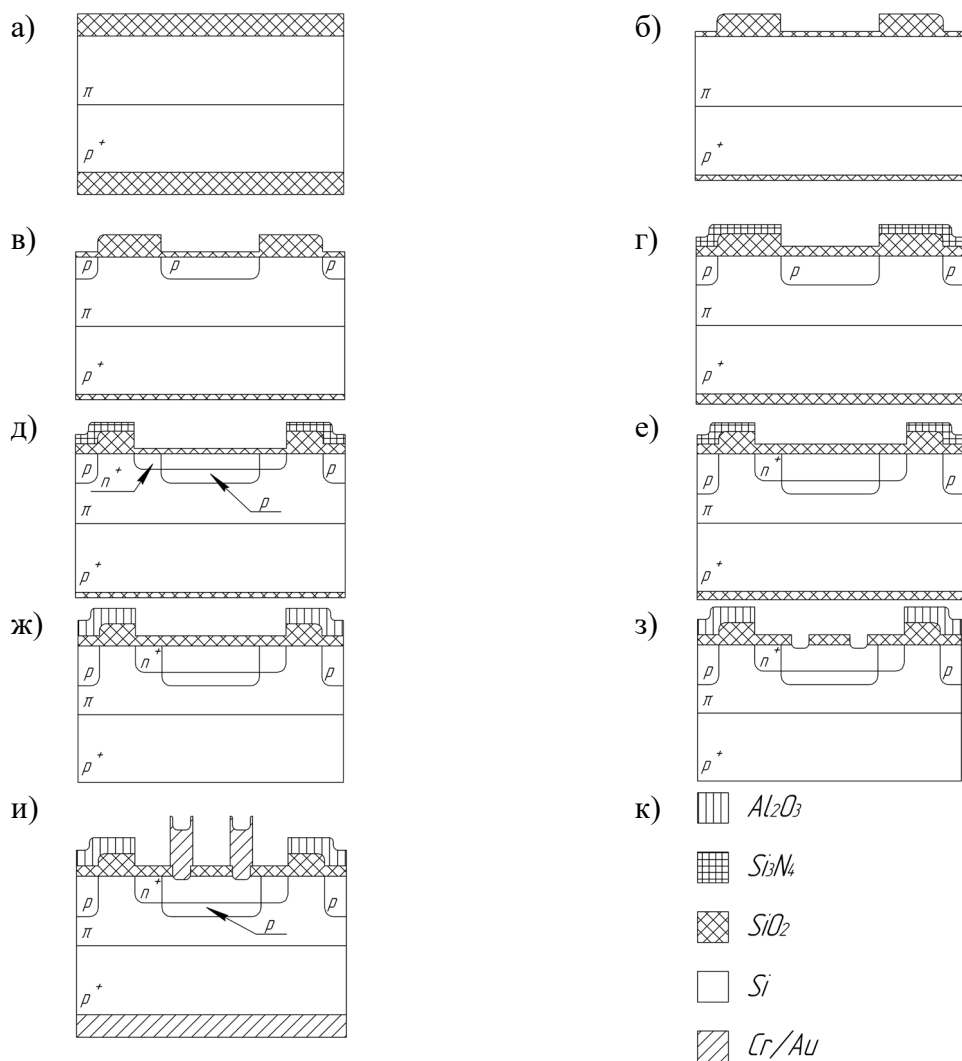 а)
π
p+
б)
π
p+
в)
p p p
π
p+
г)
p p p
π
p+
д)
p n+ p
p
π
p+
е)
n+
p p
π
p+
ж)
n+
p p
π
p+
з)
n+
p p
π
p+
и)
n+
p p
p
π
p+
к)
Al₂O₃
Si₃N₄
SiO₂
Si
Cr/Au